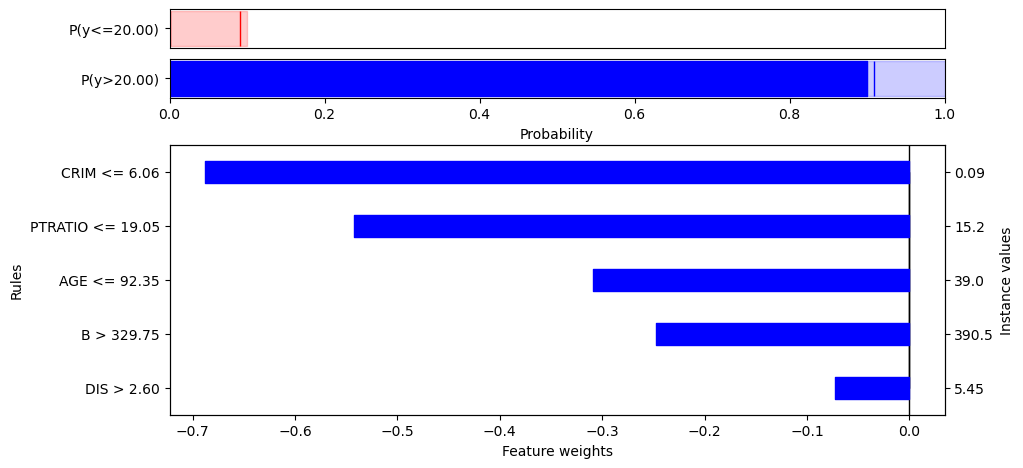 P(y<=20.00)
P(y>20.00)
0.0 0.2 0.4 0.6 0.8 1.0
Probability
Rules
CRIM <= 6.06 0.09
PTRATIO <= 19.05 15.2
AGE <= 92.35 39.0
B > 329.75 390.5
DIS > 2.60 5.45
Instance values
−0.7 −0.6 −0.5 −0.4 −0.3 −0.2 −0.1 0.0
Feature weights